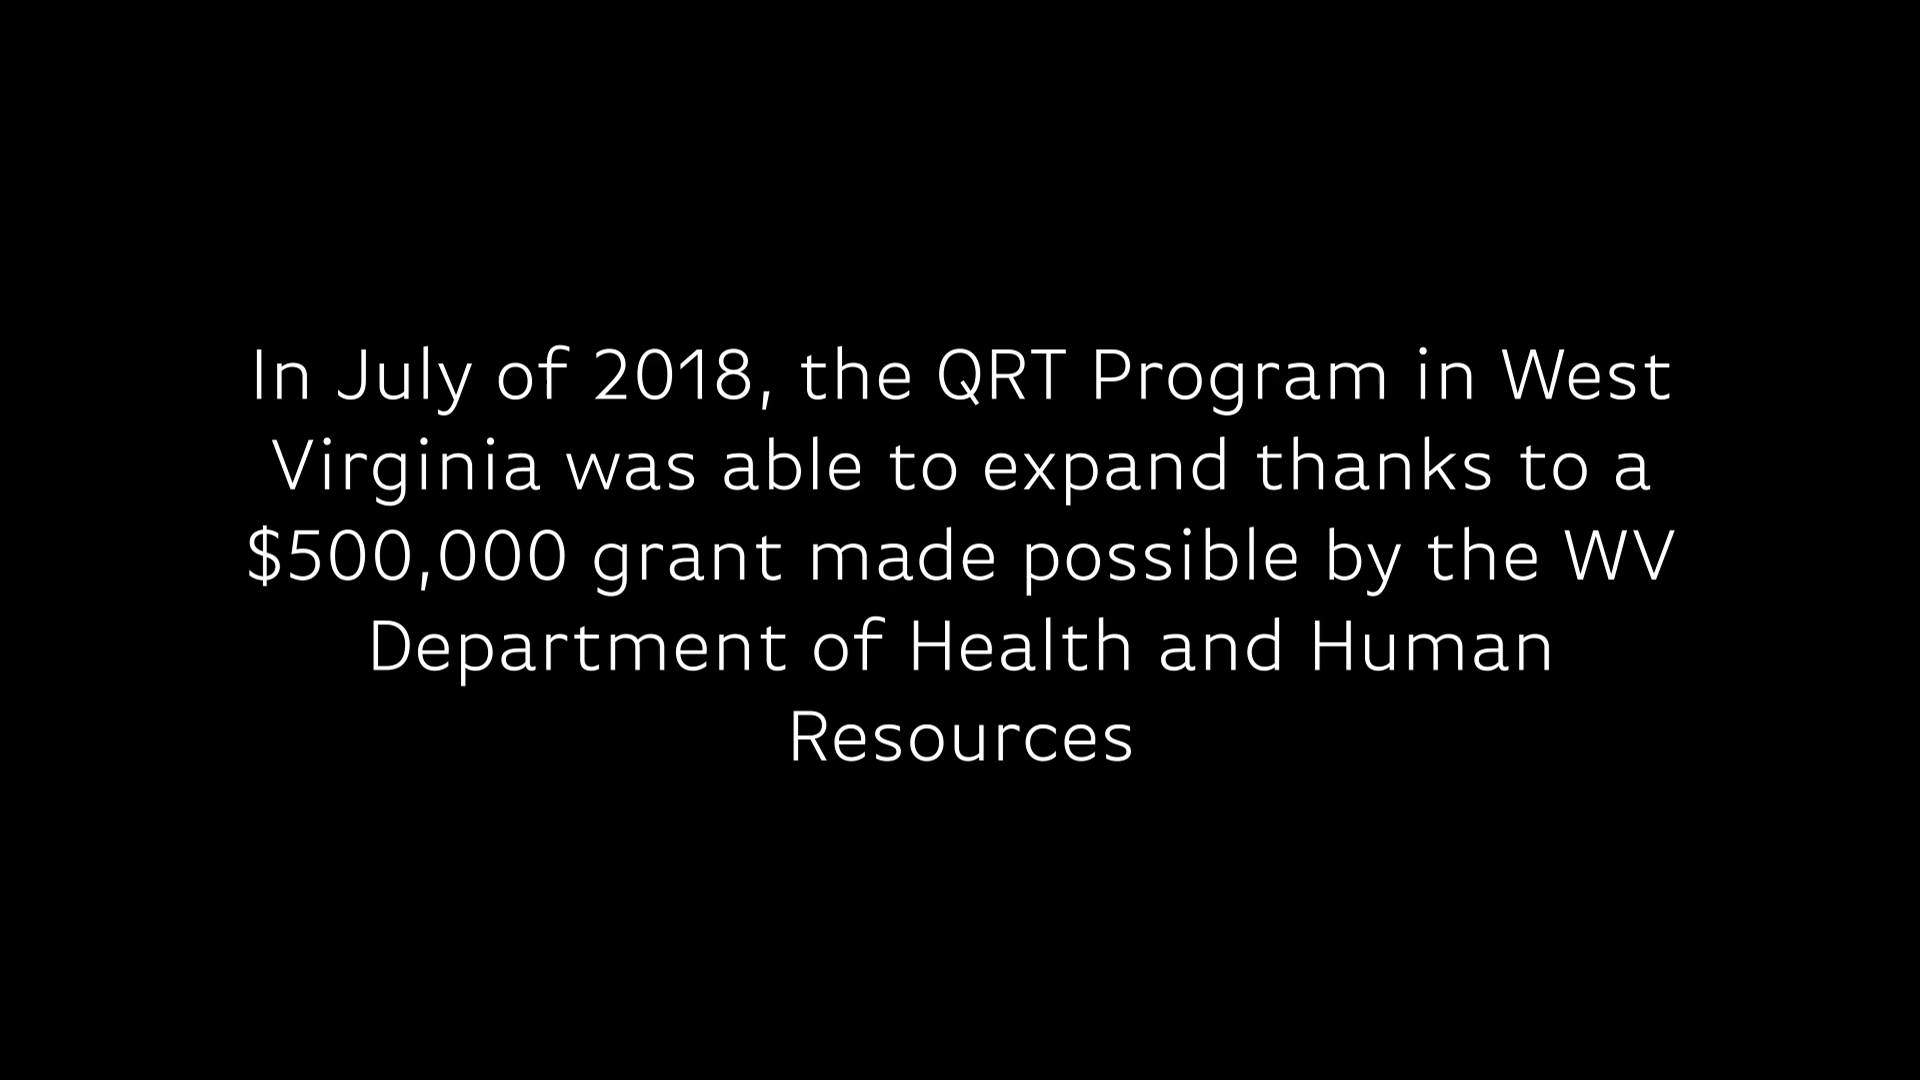 In July of 2018, the QRT Program in West
Virginia was able to expand thanks to a
$500,000 grant made possible by the WV
Department of Health and Human
Resources